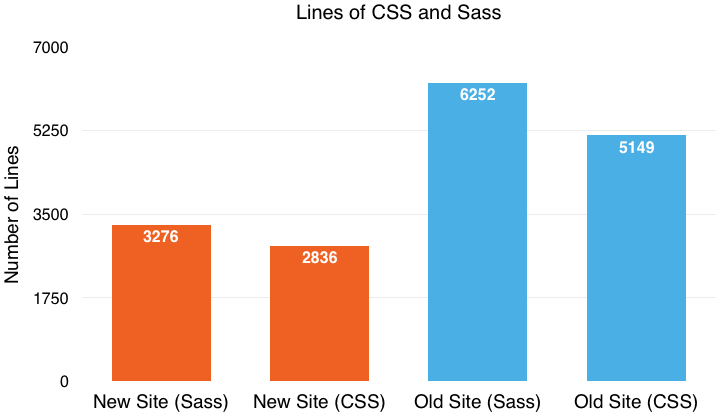 Lines of CSS and Sass
Number of Lines
7000
5250
3500
1750
0
3276
2836
6252
5149
New Site (Sass)
New Site (CSS)
Old Site (Sass)
Old Site (CSS)